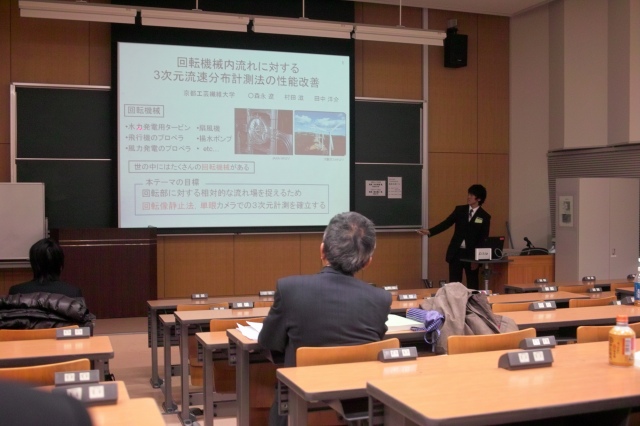 回転機械内流れに対する
3次元流速分布計測法の性能改善
京都工芸繊維大学
回転機械
・水力発電用タービン ・扇風機
・飛行機のプロペラ ・揚水ポンプ
・風力発電のプロペラ ・ etc...
世の中にはたくさんの回転機械がある
本テーマの目標
回転部に対する相対的な流れ場を捉えるため
回転像静止法、単眼カメラでの3次元計測を確立する